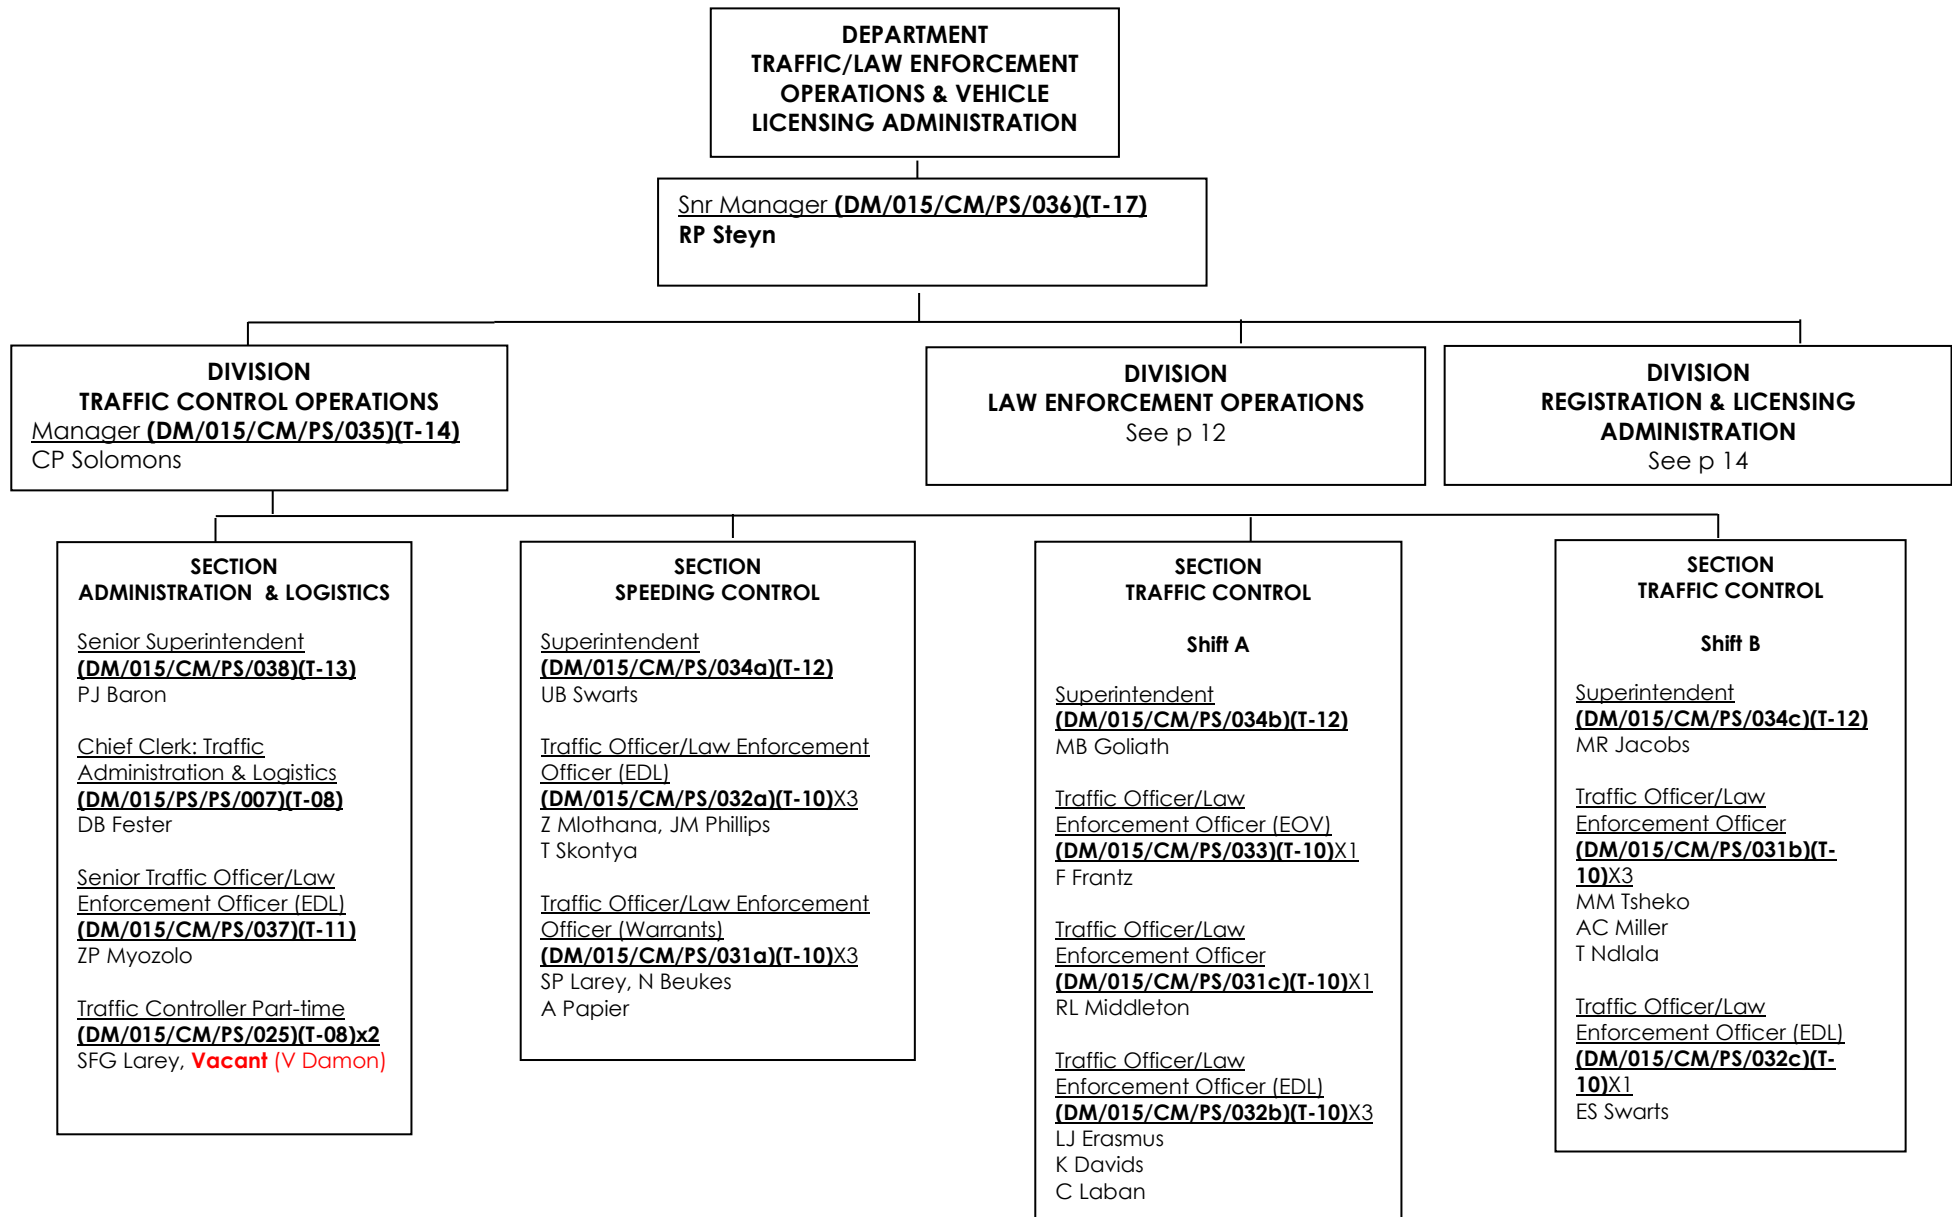 DEPARTMENT
TRAFFIC/LAW ENFORCEMENT
OPERATIONS & VEHICLE
LICENSING ADMINISTRATION
Snr Manager (DM/015/CM/PS/036)(T-17)
RP Steyn
DIVISION
TRAFFIC CONTROL OPERATIONS
Manager (DM/015/CM/PS/035)(T-14)
CP Solomons
DIVISION
LAW ENFORCEMENT OPERATIONS
See p 12
DIVISION
REGISTRATION & LICENSING
ADMINISTRATION
See p 14
SECTION
ADMINISTRATION & LOGISTICS
Senior Superintendent
(DM/015/CM/PS/038)(T-13)
PJ Baron
Chief Clerk: Traffic
Administration & Logistics
(DM/015/PS/PS/007)(T-08)
DB Fester
Senior Traffic Officer/Law
Enforcement Officer (EDL)
(DM/015/CM/PS/037)(T-11)
ZP Myozolo
Traffic Controller Part-time
(DM/015/CM/PS/025)(T-08)x2
SFG Larey, Vacant (V Damon)
SECTION
SPEEDING CONTROL
Superintendent
(DM/015/CM/PS/034a)(T-12)
UB Swarts
Traffic Officer/Law Enforcement
Officer (EDL)
(DM/015/CM/PS/032a)(T-10)X3
Z Mlothana, JM Phillips
T Skontya
Traffic Officer/Law Enforcement
Officer (Warrants)
(DM/015/CM/PS/031a)(T-10)X3
SP Larey, N Beukes
A Papier
SECTION
TRAFFIC CONTROL
Shift A
Superintendent
(DM/015/CM/PS/034b)(T-12)
MB Goliath
Traffic Officer/Law
Enforcement Officer (EOV)
(DM/015/CM/PS/033)(T-10)X1
F Frantz
Traffic Officer/Law
Enforcement Officer
(DM/015/CM/PS/031c)(T-10)X1
RL Middleton
Traffic Officer/Law
Enforcement Officer (EDL)
(DM/015/CM/PS/032b)(T-10)X3
LJ Erasmus
K Davids
C Laban
SECTION
TRAFFIC CONTROL
Shift B
Superintendent
(DM/015/CM/PS/034c)(T-12)
MR Jacobs
Traffic Officer/Law
Enforcement Officer
(DM/015/CM/PS/031b)(T-
10)X3
MM Tsheko
AC Miller
T Ndlala
Traffic Officer/Law
Enforcement Officer (EDL)
(DM/015/CM/PS/032c)(T-
10)X1
ES Swarts